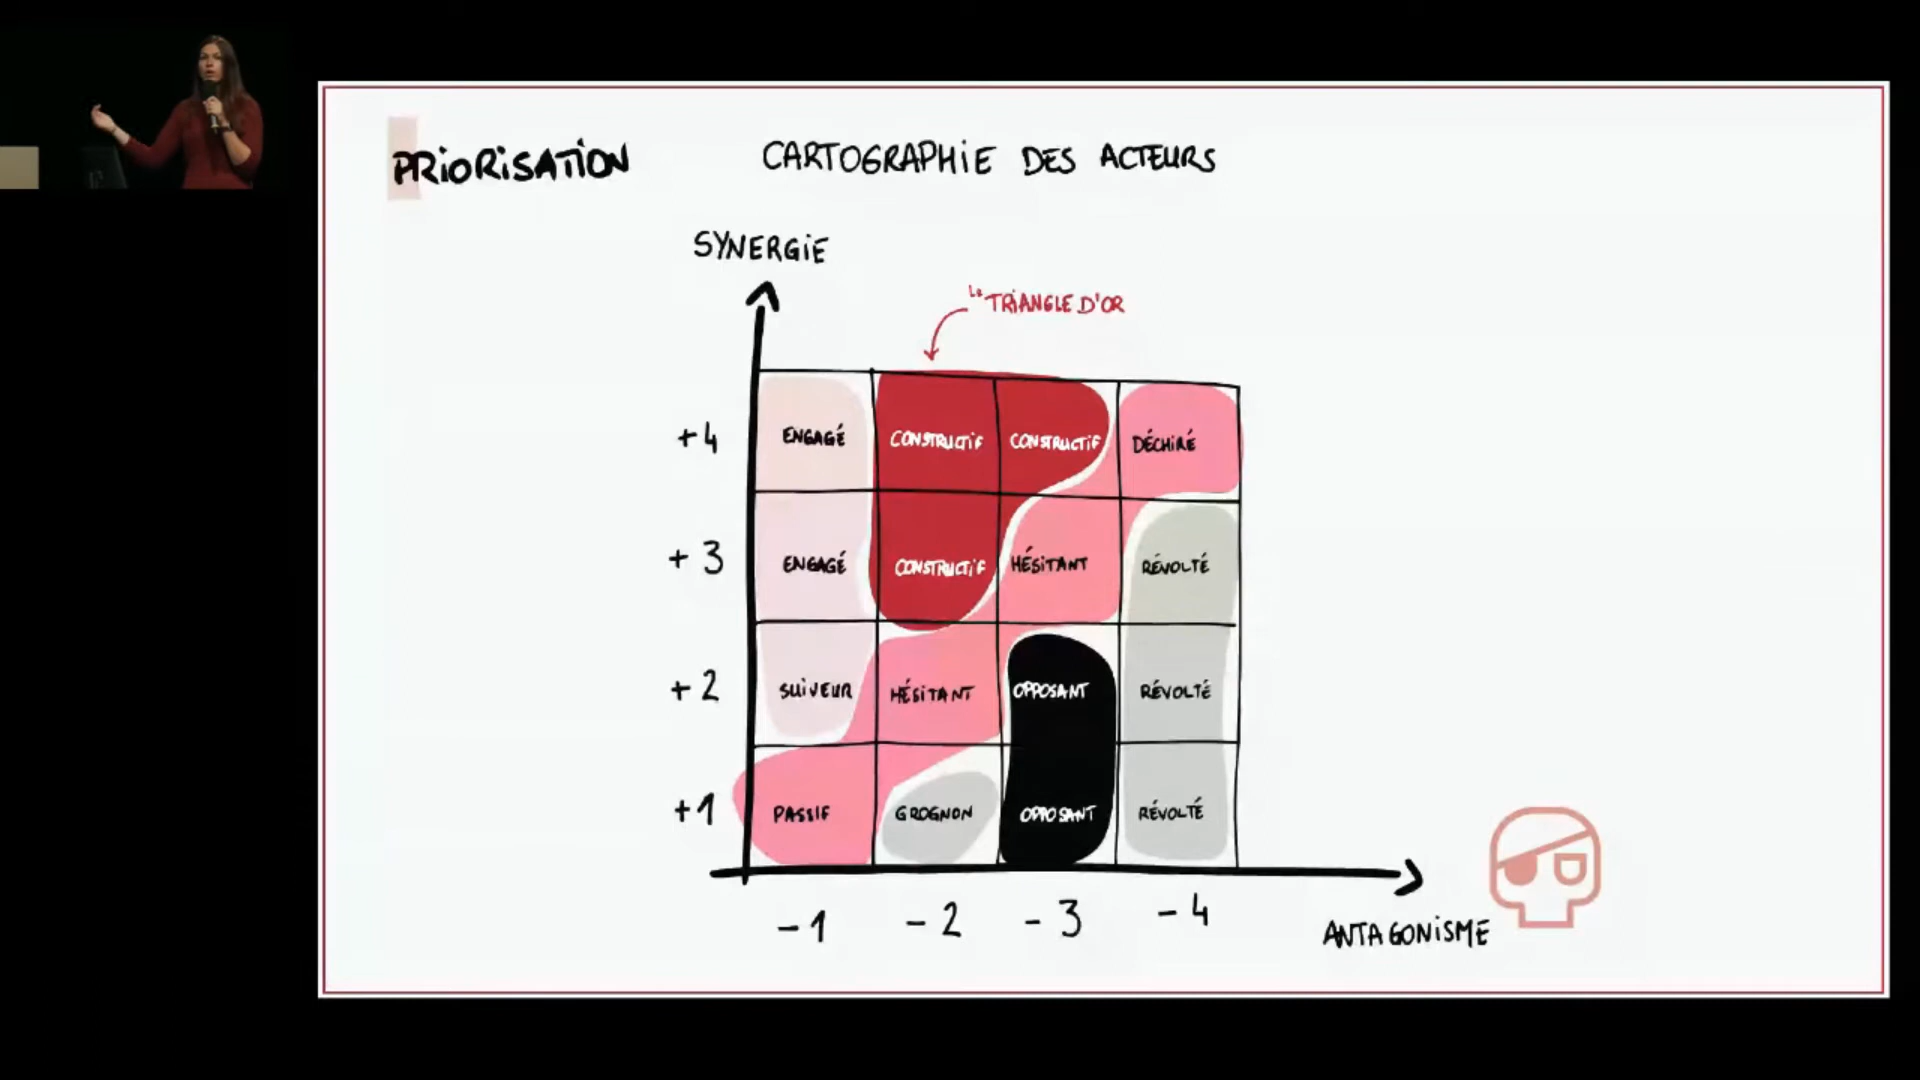 PRIORISATION
CARTOGRAPHIE DES ACTEURS
SYNERGIE
Le TRIANGLE D'OR
+4 ENGAGÉ CONSTRUCTIF CONSTRUCTIF DÉCHIRÉ
+3 ENGAGÉ CONSTRUCTIF HÉSITANT RÉVOLTÉ
+2 SUIVEUR HÉSITANT OPPOSANT RÉVOLTÉ
+1 PASSIF GROGNON OPPOSANT RÉVOLTÉ
-1 -2 -3 -4
ANTAGONISME